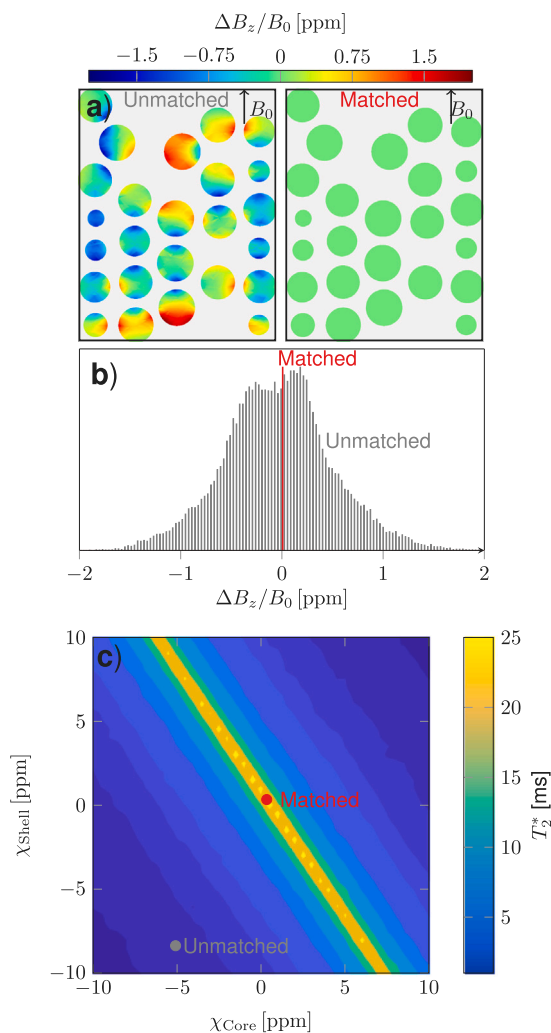 ΔB_z/B_0 [ppm]
−1.5 −0.75 0 0.75 1.5
a) Unmatched B_0 Matched B_0
b) Matched
Unmatched
−2 −1 0 1 2
ΔB_z/B_0 [ppm]
c)
10
5
0
−5
−10
χ_Shell [ppm]
Matched
Unmatched
−10 −5 0 5 10
χ_Core [ppm]
25
20
15
10
5
T_2^* [ms]